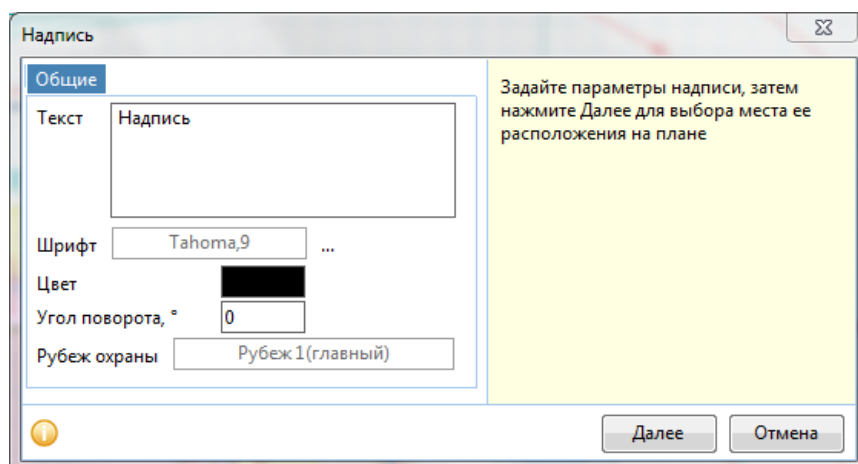 Надпись
Общие
Текст Надпись
Шрифт Tahoma,9 ...
Цвет
Угол поворота, ° 0
Рубеж охраны Рубеж 1(главный)
Задайте параметры надписи, затем
нажмите Далее для выбора места ее
расположения на плане
Далее Отмена